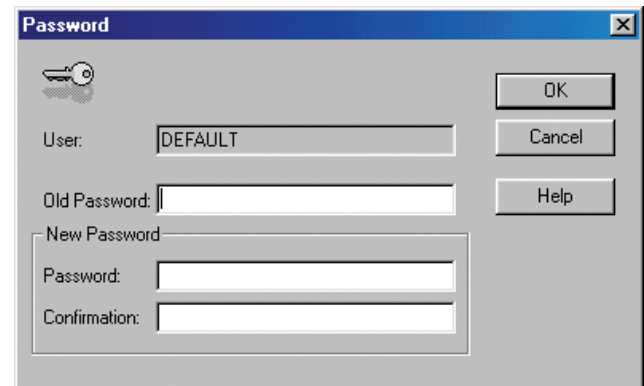 Password
OK
User: DEFAULT
Cancel
Old Password:
Help
New Password
Password:
Confirmation: